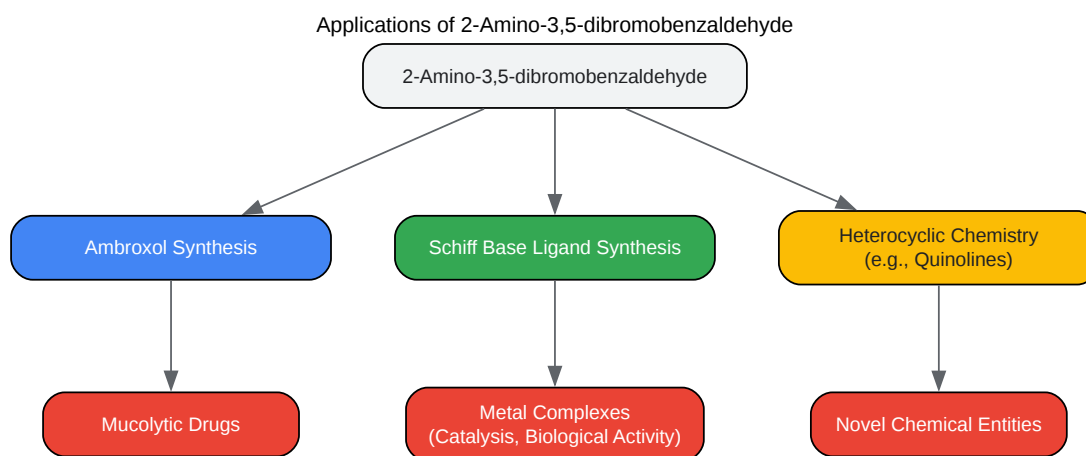 Applications of 2-Amino-3,5-dibromobenzaldehyde
2-Amino-3,5-dibromobenzaldehyde
Ambroxol Synthesis
Schiff Base Ligand Synthesis
Heterocyclic Chemistry
(e.g., Quinolines)
Mucolytic Drugs
Metal Complexes
(Catalysis, Biological Activity)
Novel Chemical Entities